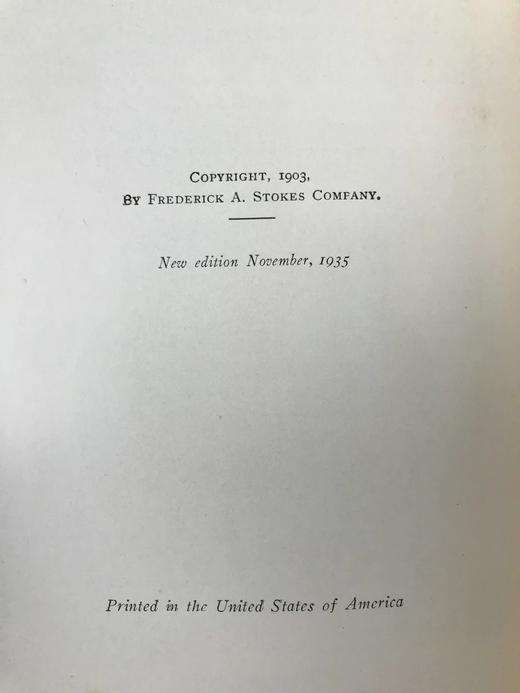 COPYRIGHT, 1903,
BY FREDERICK A. STOKES COMPANY.
New edition November, 1935
Printed in the United States of America